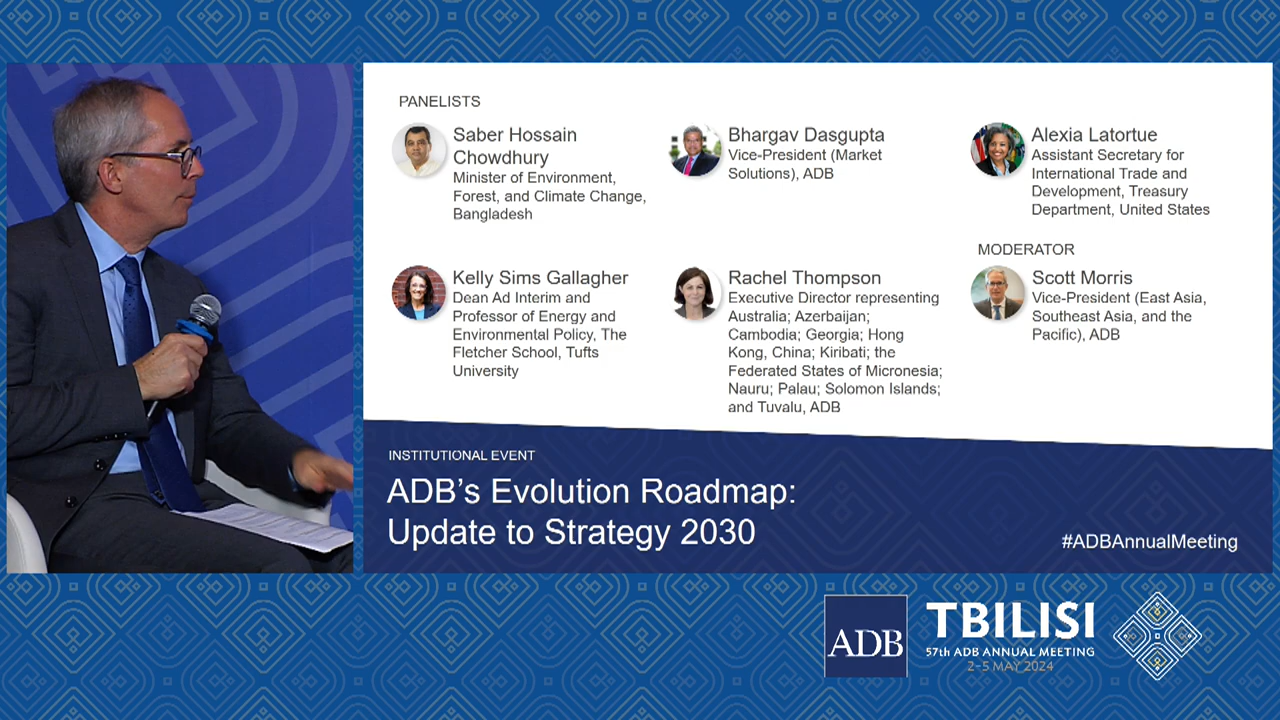 PANELISTS
Saber Hossain
Chowdhury
Minister of Environment,
Forest, and Climate Change,
Bangladesh
Bhargav Dasgupta
Vice-President (Market
Solutions), ADB
Alexia Latortue
Assistant Secretary for
International Trade and
Development, Treasury
Department, United States
Kelly Sims Gallagher
Dean Ad Interim and
Professor of Energy and
Environmental Policy, The
Fletcher School, Tufts
University
Rachel Thompson
Executive Director representing
Australia; Azerbaijan;
Cambodia; Georgia; Hong
Kong, China; Kiribati; the
Federated States of Micronesia;
Nauru; Palau; Solomon Islands;
and Tuvalu, ADB
MODERATOR
Scott Morris
Vice-President (East Asia,
Southeast Asia, and the
Pacific), ADB
INSTITUTIONAL EVENT
ADB's Evolution Roadmap:
Update to Strategy 2030
#ADBAnnualMeeting
ADB
TBILISI
57th ADB ANNUAL MEETING
2–5 MAY 2024